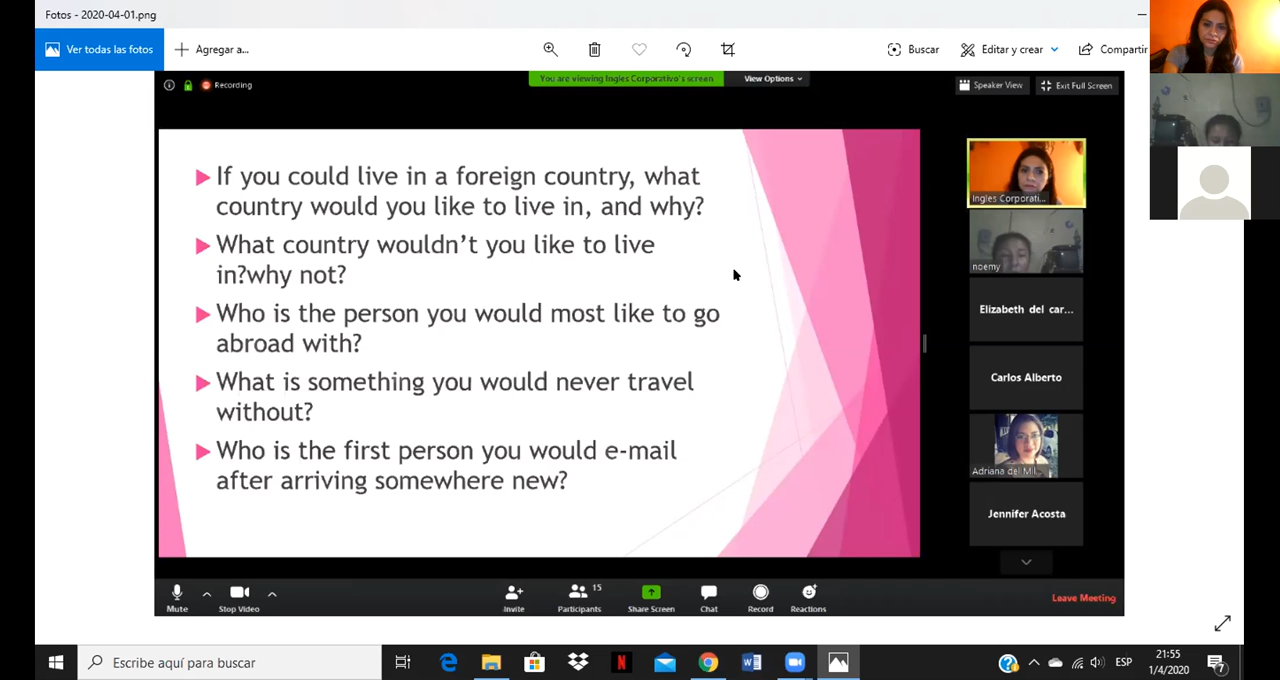 Fotos - 2020-04-01.png
Ver todas las fotos
Agregar a...
Buscar
Editar y crear
Compartir
Recording
You are viewing Ingles Corporativo's screen
View Options
Speaker View
Exit Full Screen
If you could live in a foreign country, what
country would you like to live in, and why?
What country wouldn't you like to live
in?why not?
Who is the person you would most like to go
abroad with?
What is something you would never travel
without?
Who is the first person you would e-mail
after arriving somewhere new?
Ingles Corporati...
noemy
Elizabeth del car...
Carlos Alberto
Adriana del Mil...
Jennifer Acosta
Mute
Stop Video
Invite
Participants 15
Share Screen
Chat
Record
Reactions
Leave Meeting
Escribe aquí para buscar
ESP
21:55
1/4/2020
7